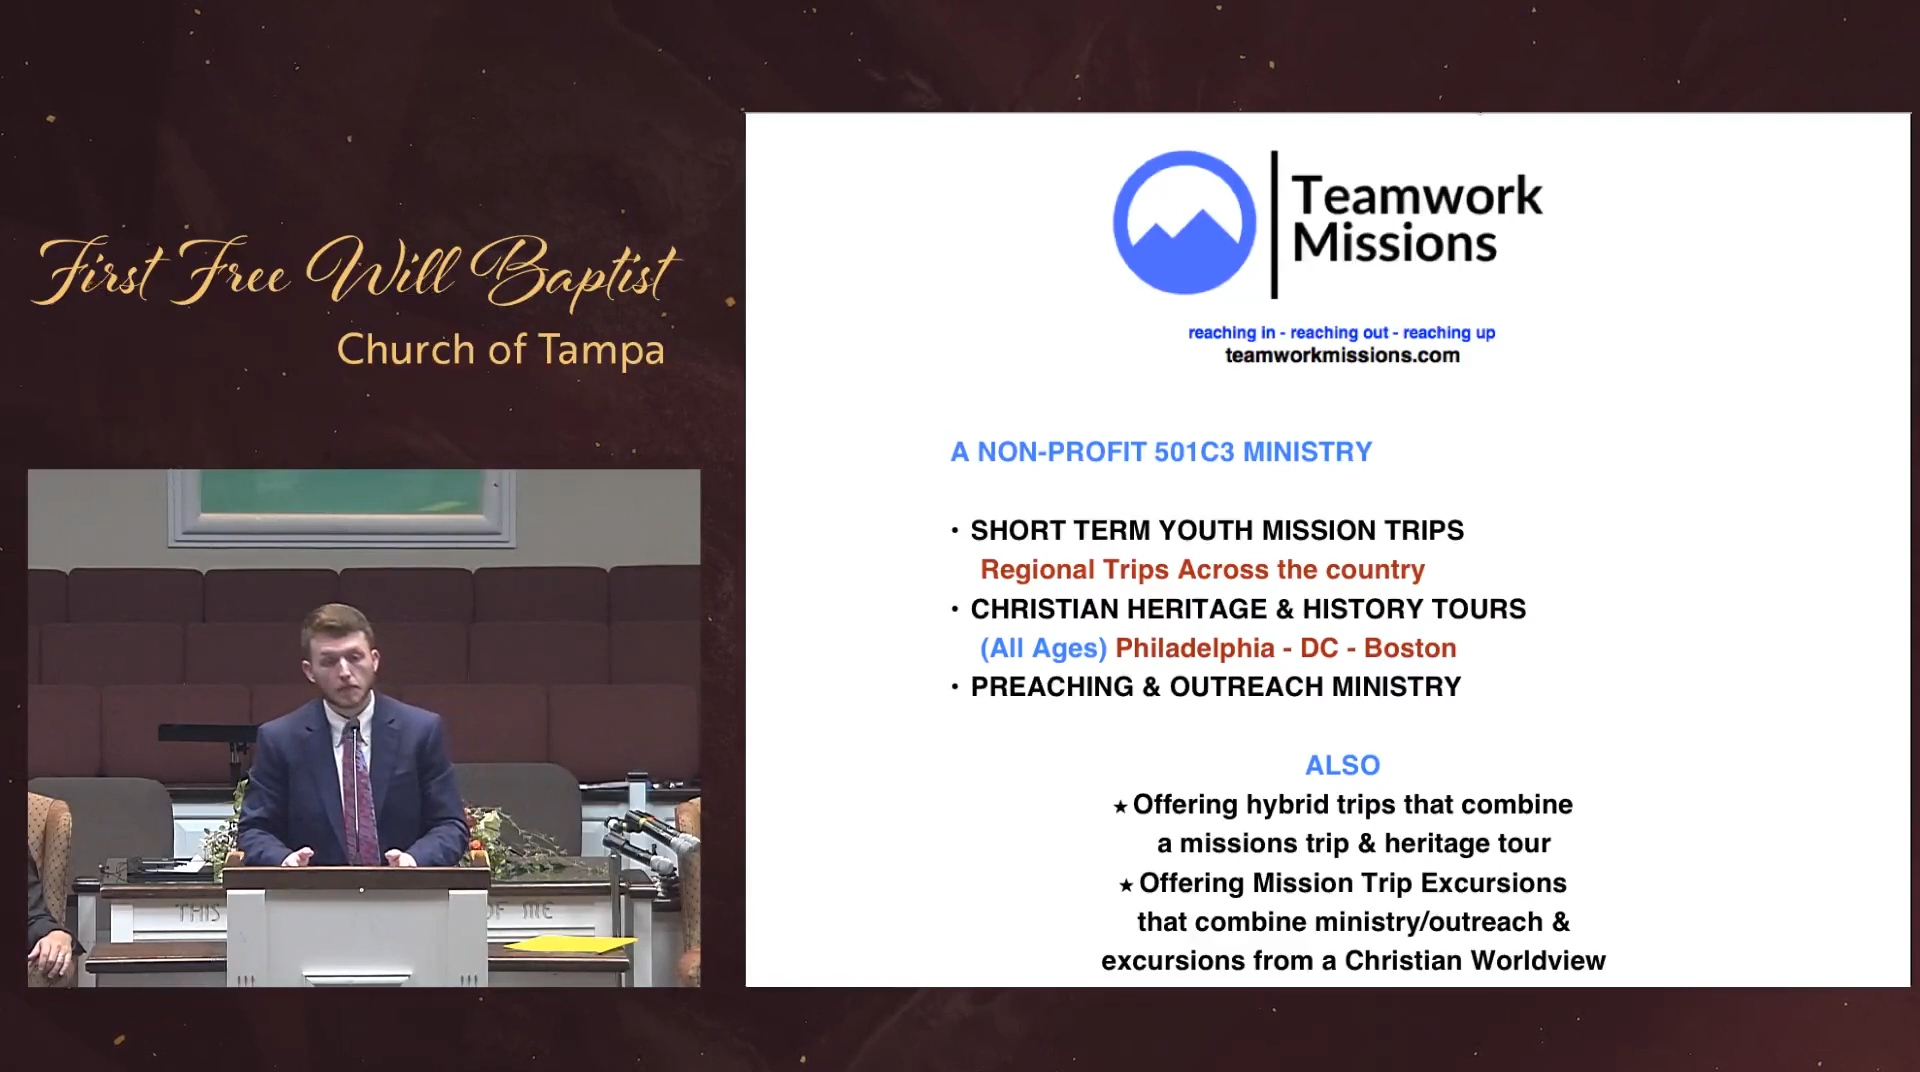 First Free Will Baptist
Church of Tampa
THIS
OF ME
Teamwork
Missions
reaching in - reaching out - reaching up
teamworkmissions.com
A NON-PROFIT 501C3 MINISTRY
• SHORT TERM YOUTH MISSION TRIPS
Regional Trips Across the country
• CHRISTIAN HERITAGE & HISTORY TOURS
(All Ages) Philadelphia - DC - Boston
• PREACHING & OUTREACH MINISTRY
ALSO
★ Offering hybrid trips that combine
a missions trip & heritage tour
★ Offering Mission Trip Excursions
that combine ministry/outreach &
excursions from a Christian Worldview